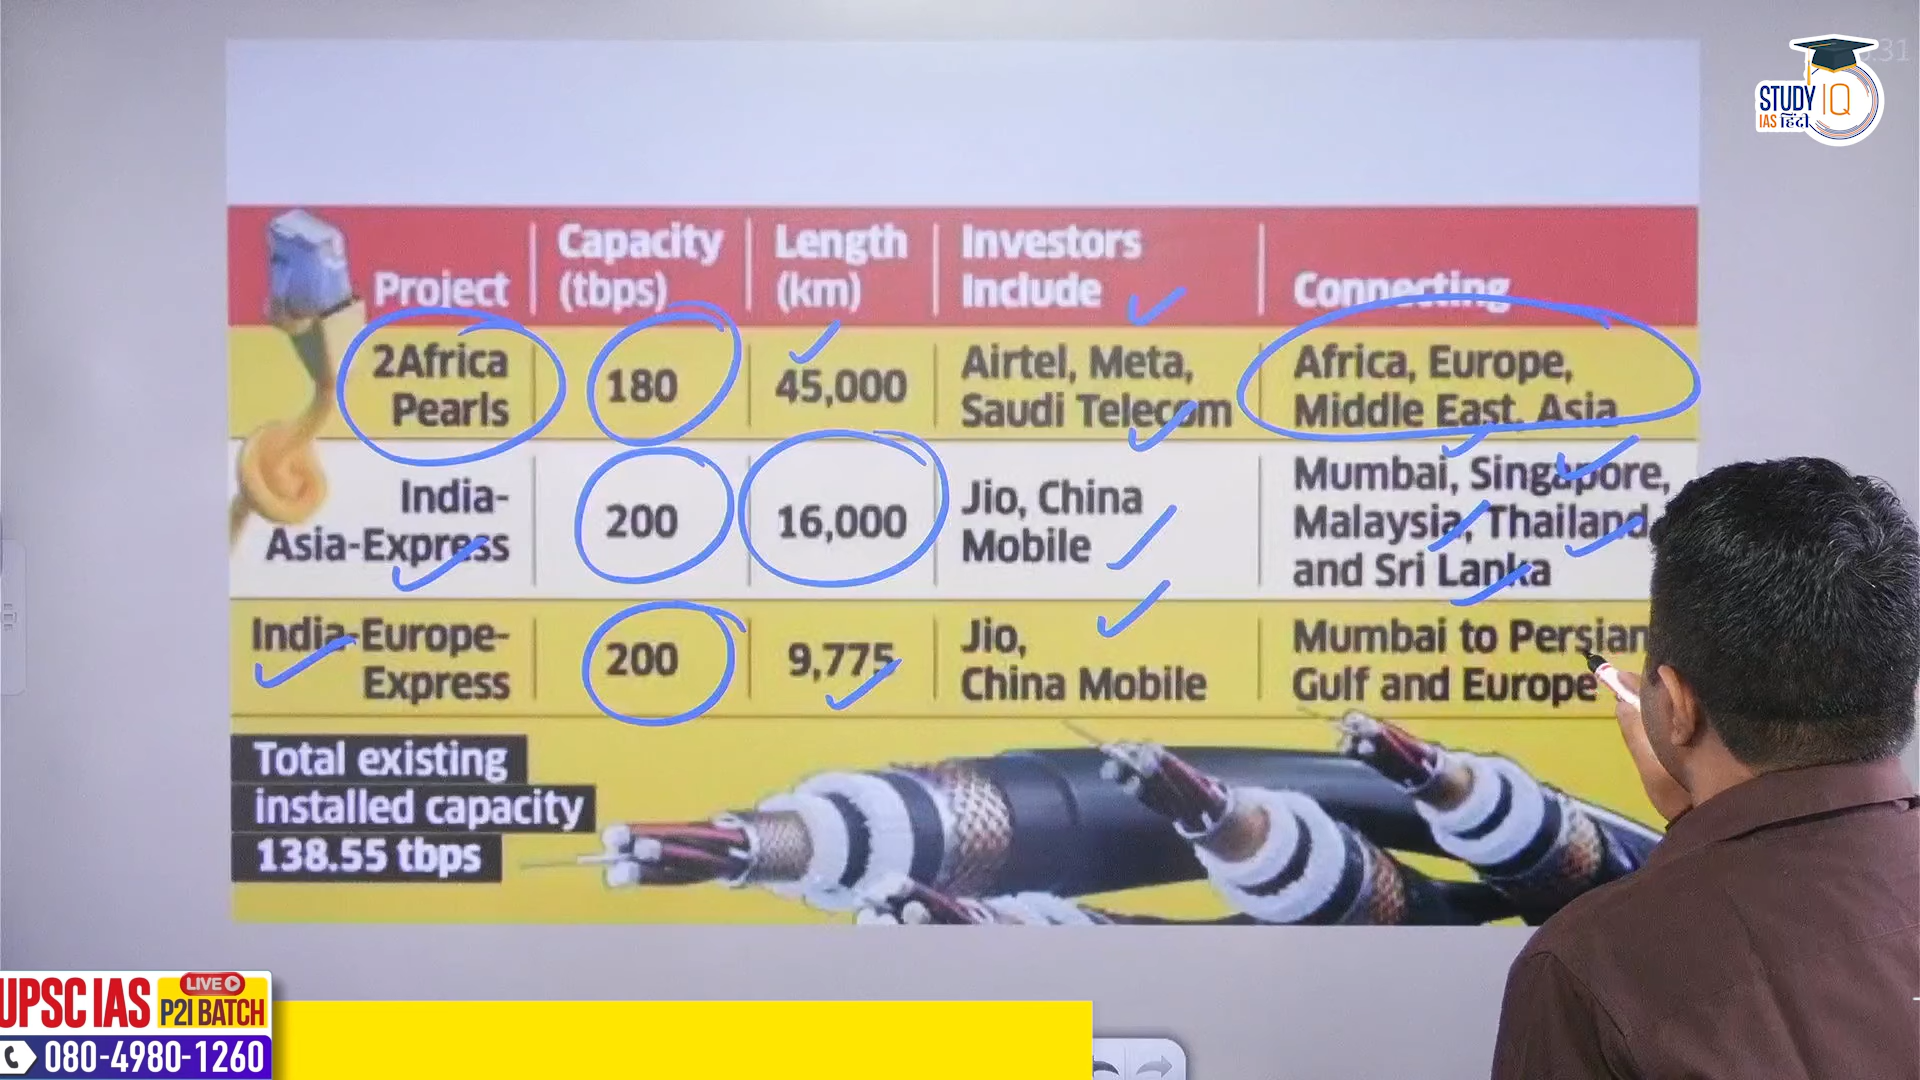 STUDY IQ
IAS हिंदी
Project
Capacity
(tbps)
Length
(km)
Investors
Include
Connecting
2Africa
Pearls
180
45,000
Airtel, Meta,
Saudi Telecom
Africa, Europe,
Middle East, Asia
India-
Asia-Express
200
16,000
Jio, China
Mobile
Mumbai, Singapore,
Malaysia, Thailand
and Sri Lanka
India-Europe-
Express
200
9,775
Jio,
China Mobile
Mumbai to Persian
Gulf and Europe
Total existing
installed capacity
138.55 tbps
UPSC IAS
LIVE
P2I BATCH
080-4980-1260